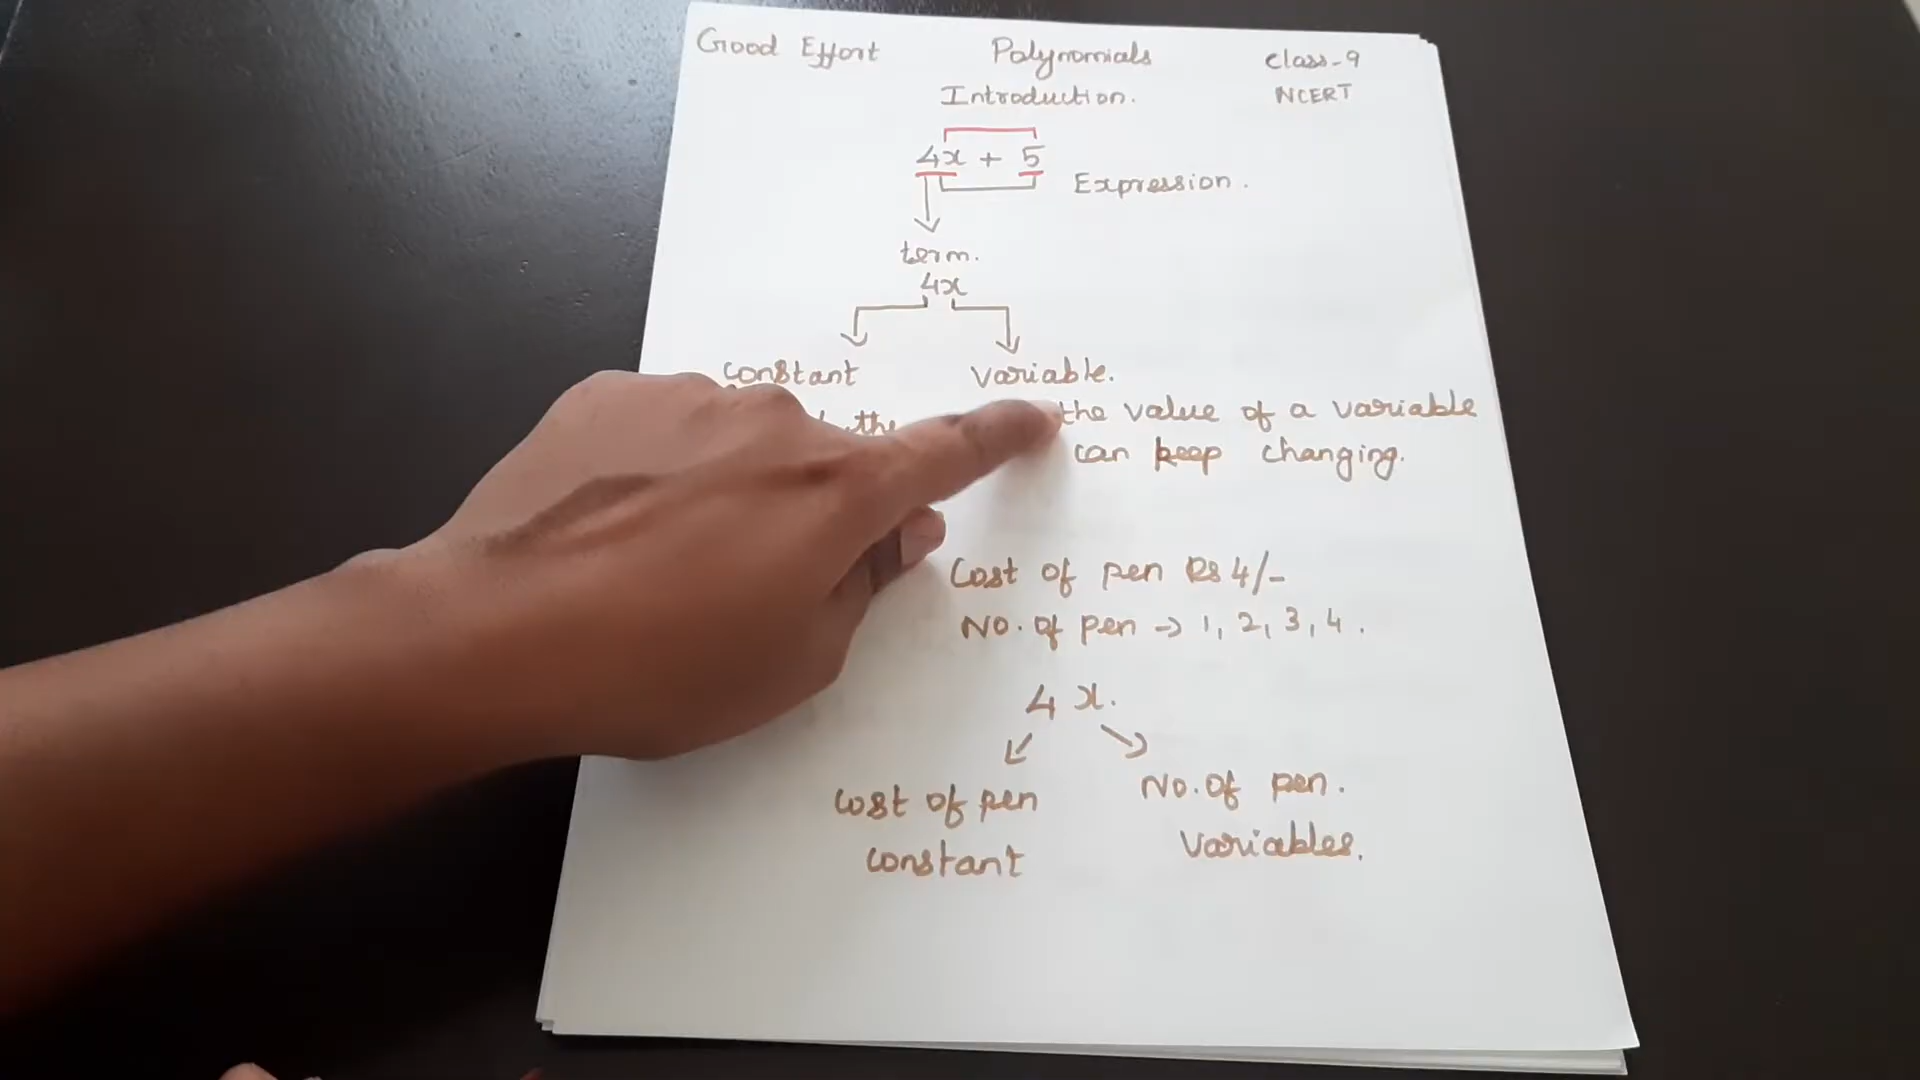 Good Effort Polynomials Class-9
Introduction. NCERT
4x + 5
Expression.
term.
4x
Constant Variable.
the the value of a variable
can keep changing.
Cost of pen Rs 4/-
No. of pen → 1, 2, 3, 4.
4 x.
Cost of pen No. Of pen.
Constant Variables.